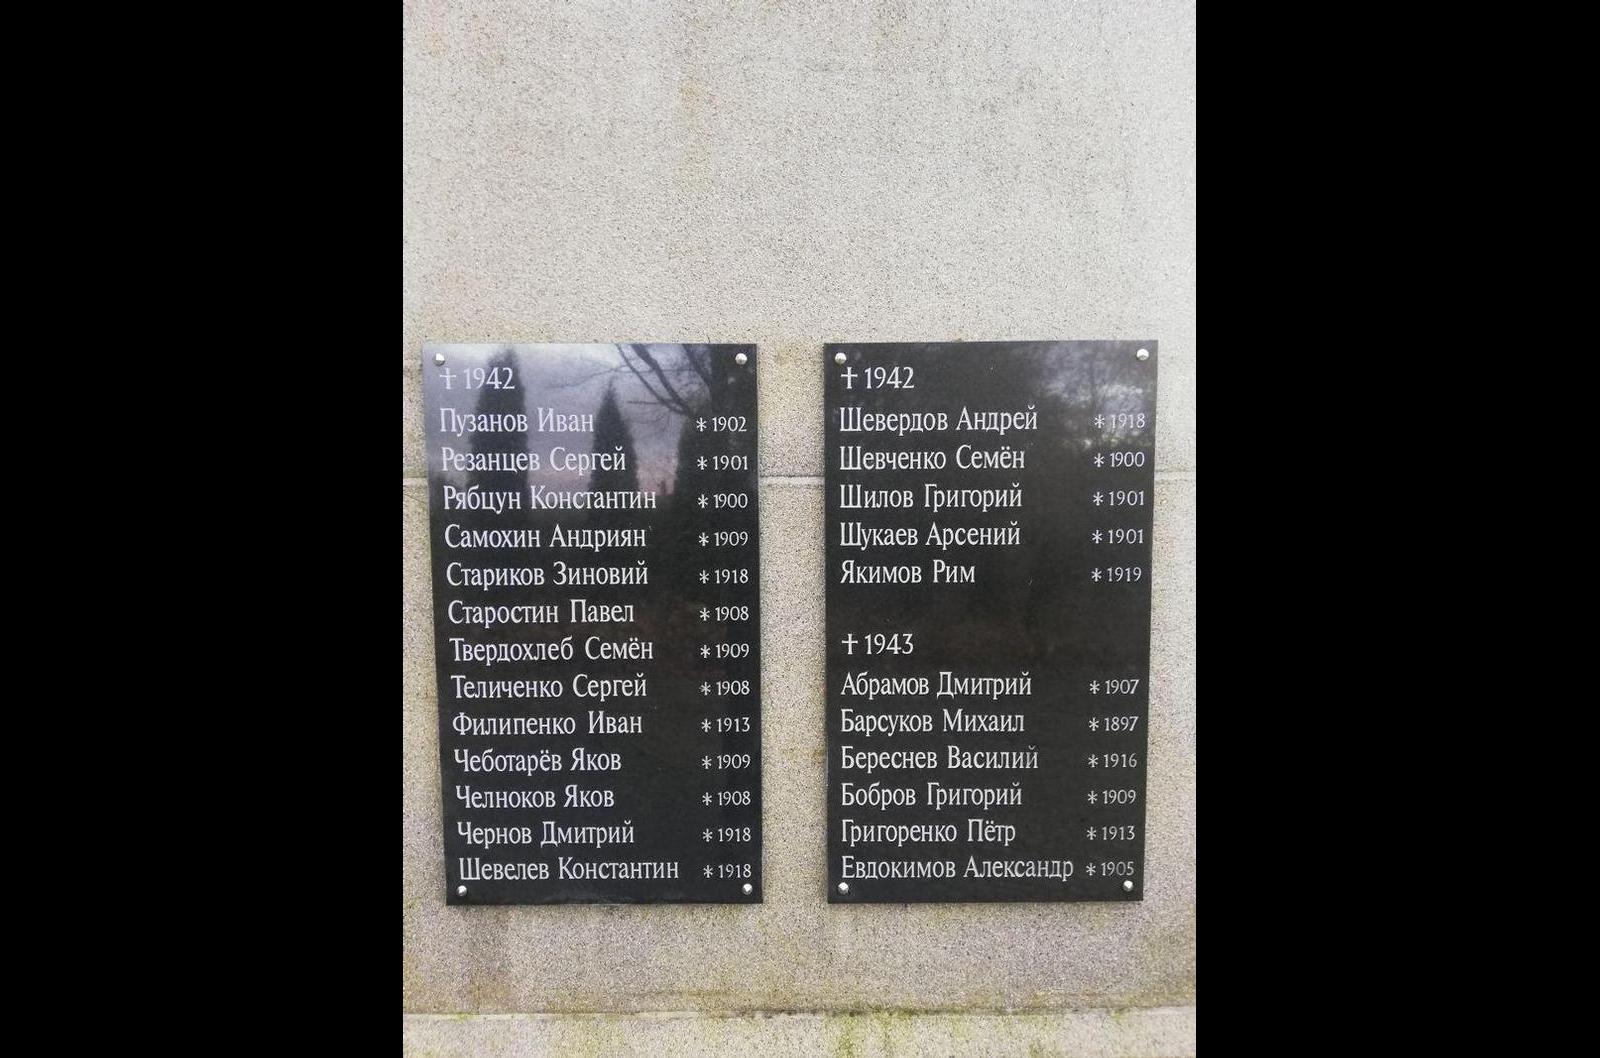 † 1942
Пузанов Иван * 1902
Резанцев Сергей * 1901
Рябцун Константин * 1900
Самохин Андриян * 1909
Стариков Зиновий * 1918
Старостин Павел * 1908
Твердохлеб Семён * 1909
Теличенко Сергей * 1908
Филипенко Иван * 1913
Чеботарёв Яков * 1909
Челноков Яков * 1908
Чернов Дмитрий * 1918
Шевелев Константин * 1918
† 1942
Шевердов Андрей * 1918
Шевченко Семён * 1900
Шилов Григорий * 1901
Шукаев Арсений * 1901
Якимов Рим * 1919
† 1943
Абрамов Дмитрий * 1907
Барсуков Михаил * 1897
Береснев Василий * 1916
Бобров Григорий * 1909
Григоренко Пётр * 1913
Евдокимов Александр * 1905